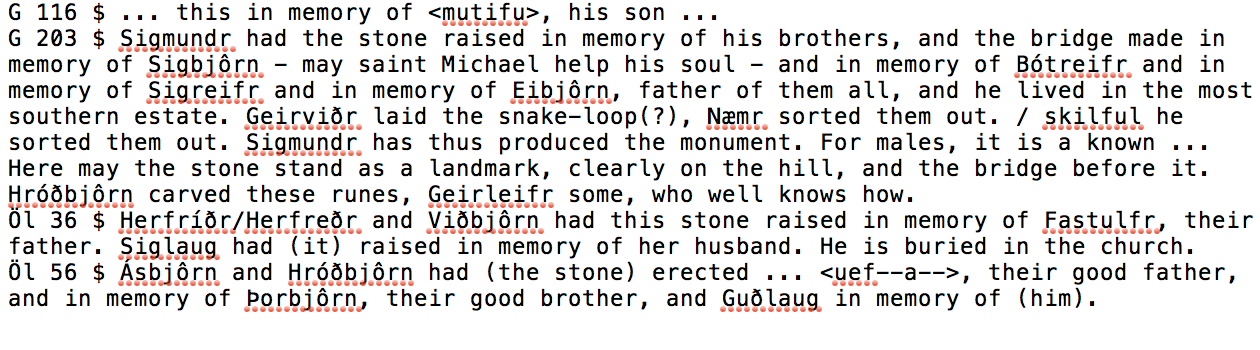 G 116 $ ... this in memory of <mutifu>, his son ...
G 203 $ Sigmundr had the stone raised in memory of his brothers, and the bridge made in
memory of Sigbjôrn - may saint Michael help his soul - and in memory of Bótreifr and in
memory of Sigreifr and in memory of Eibjôrn, father of them all, and he lived in the most
southern estate. Geirviðr laid the snake-loop(?), Næmr sorted them out. / skilful he
sorted them out. Sigmundr has thus produced the monument. For males, it is a known ...
Here may the stone stand as a landmark, clearly on the hill, and the bridge before it.
Hróðbjôrn carved these runes, Geirleifr some, who well knows how.
Öl 36 $ Herfríðr/Herfreðr and Viðbjôrn had this stone raised in memory of Fastulfr, their
father. Siglaug had (it) raised in memory of her husband. He is buried in the church.
Öl 56 $ Ásbjôrn and Hróðbjôrn had (the stone) erected ... <uef--a-->, their good father,
and in memory of Þorbjôrn, their good brother, and Guðlaug in memory of (him).